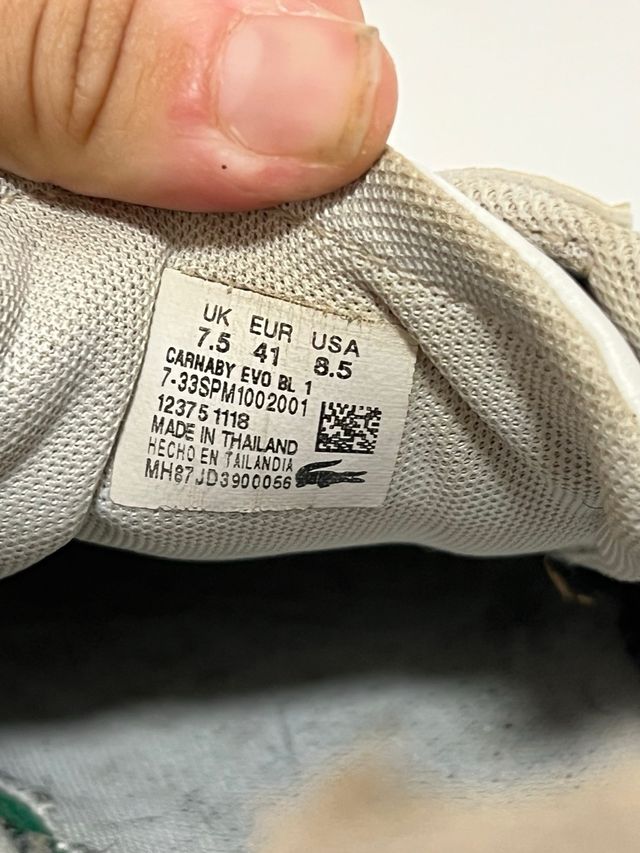 UK EUR USA
7.5 41 8.5
CARNABY EVO BL 1
7-33SPM1002001
12375 1118
MADE IN THAILAND
HECHO EN TAILANDIA
MH87JD3900056